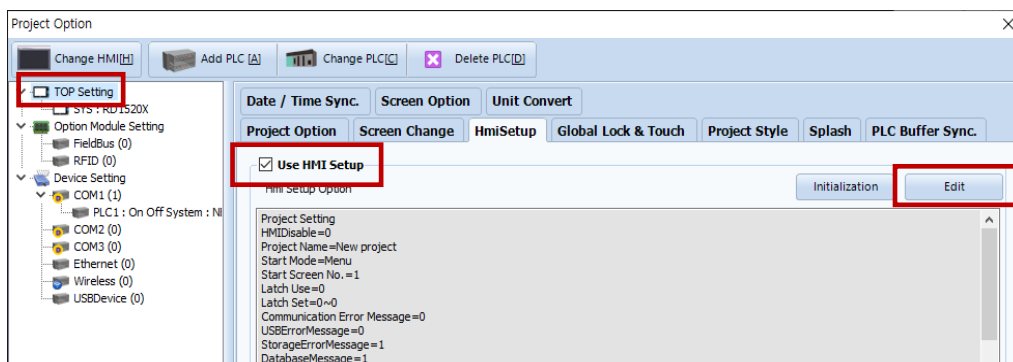 Project Option
Change HMI[H] Add PLC [A] Change PLC[C] Delete PLC[D]
TOP Setting
SYS : RD1520X
Option Module Setting
FieldBus (0)
RFID (0)
Device Setting
COM1 (1)
PLC1 : On Off System : NI
COM2 (0)
COM3 (0)
Ethernet (0)
Wireless (0)
USBDevice (0)
Date / Time Sync. Screen Option Unit Convert
Project Option Screen Change HmiSetup Global Lock & Touch Project Style Splash PLC Buffer Sync.
Use HMI Setup
Hmi Setup Option Initialization Edit
Project Setting
HMIDisable=0
Project Name=New project
Start Mode=Menu
Start Screen No.=1
Latch Use=0
Latch Set=0~0
Communication Error Message=0
USBErrorMessage=0
StorageErrorMessage=1
DatabaseMessage=1